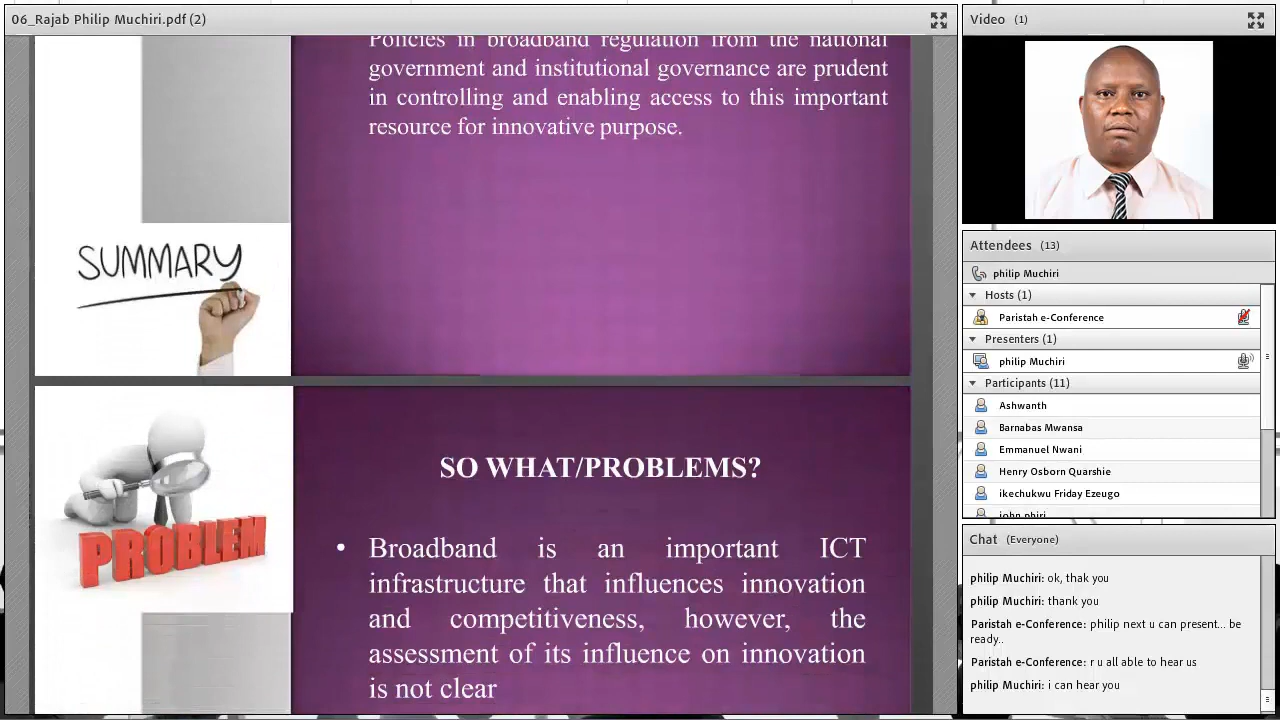 06_Rajab Philip Muchiri.pdf (2)
Policies in broadband regulation from the national
government and institutional governance are prudent
in controlling and enabling access to this important
resource for innovative purpose.
SUMMARY
PROBLEM
SO WHAT/PROBLEMS?
• Broadband is an important ICT
infrastructure that influences innovation
and competitiveness, however, the
assessment of its influence on innovation
is not clear
Video (1)
Attendees (13)
philip Muchiri
Hosts (1)
Paristah e-Conference
Presenters (1)
philip Muchiri
Participants (11)
Ashwanth
Barnabas Mwansa
Emmanuel Nwani
Henry Osborn Quarshie
ikechukwu Friday Ezeugo
john phiri
Chat (Everyone)
philip Muchiri: ok, thak you
philip Muchiri: thank you
Paristah e-Conference: philip next u can present... be
ready..
Paristah e-Conference: r u all able to hear us
philip Muchiri: i can hear you